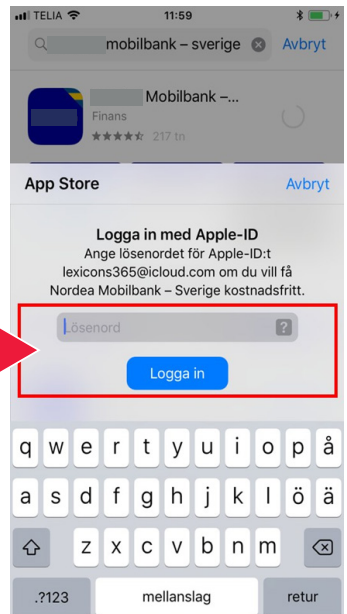 TELIA 11:59
mobilbank – sverige Avbryt
Mobilbank –...
Finans
217 tn
App Store Avbryt
Logga in med Apple-ID
Ange lösenordet för Apple-ID:t
lexicons365@icloud.com om du vill få
Nordea Mobilbank – Sverige kostnadsfritt.
Lösenord ?
Logga in
q w e r t y u i o p å
a s d f g h j k l ö ä
z x c v b n m
.?123 mellanslag retur